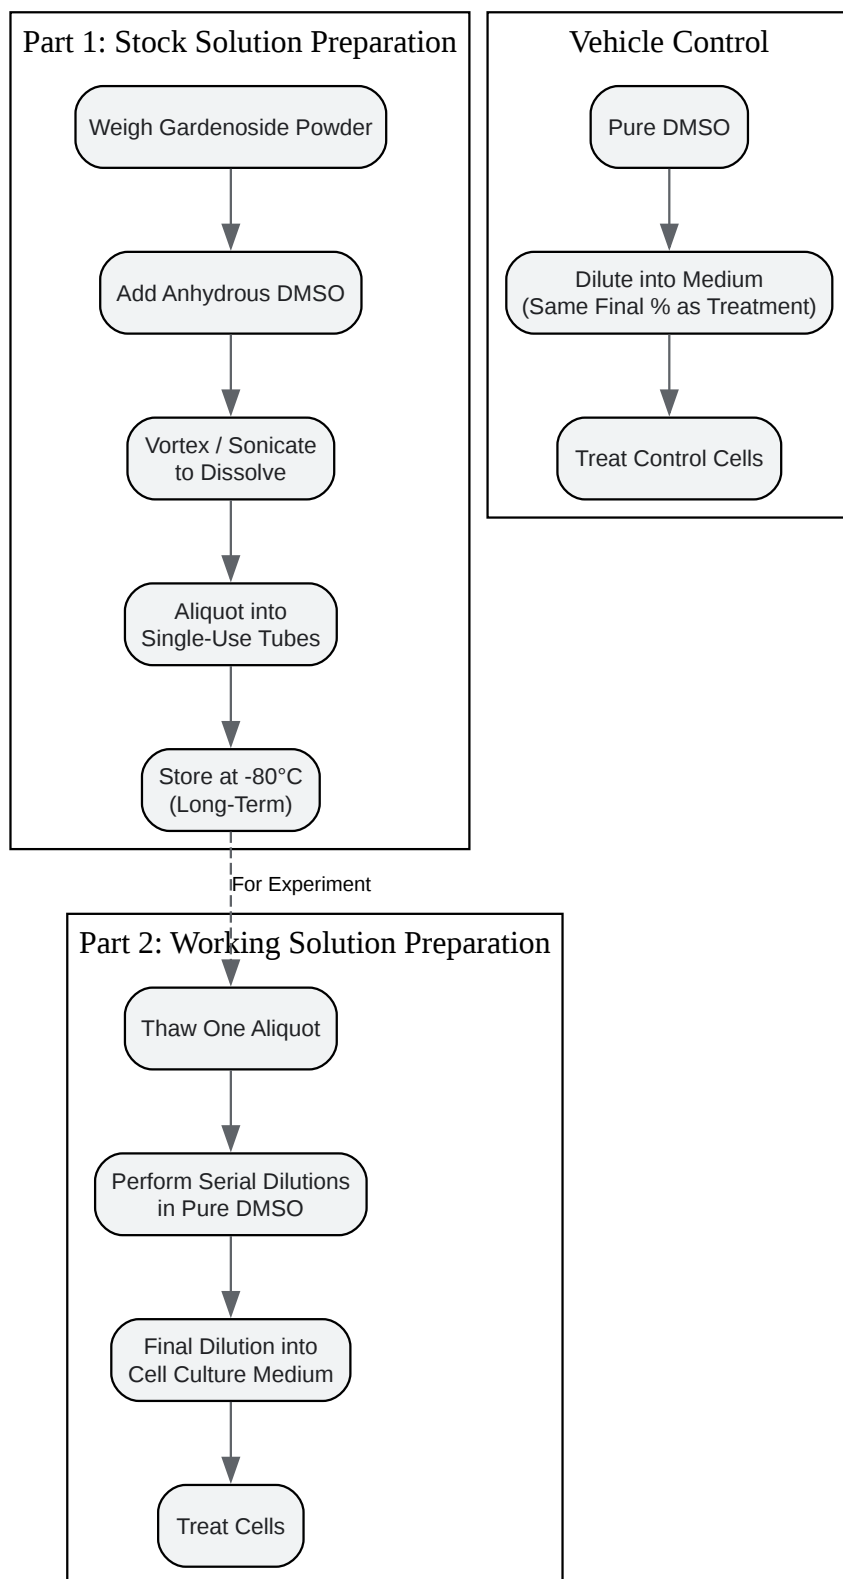 Part 1: Stock Solution Preparation
Weigh Gardenoside Powder
Add Anhydrous DMSO
Vortex / Sonicate
to Dissolve
Aliquot into
Single-Use Tubes
Store at -80°C
(Long-Term)
For Experiment
Part 2: Working Solution Preparation
Thaw One Aliquot
Perform Serial Dilutions
in Pure DMSO
Final Dilution into
Cell Culture Medium
Treat Cells
Vehicle Control
Pure DMSO
Dilute into Medium
(Same Final % as Treatment)
Treat Control Cells